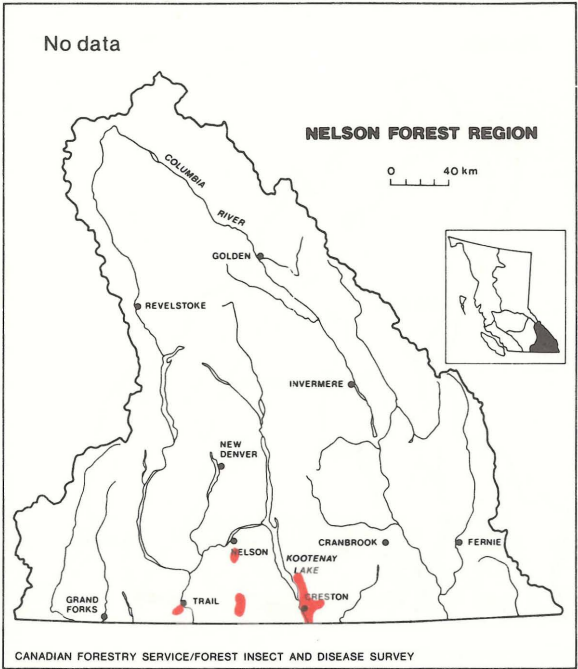 No data
NELSON FOREST REGION
0 40 km
COLUMBIA
RIVER
GOLDEN
REVELSTOKE
INVERMERE
NEW
DENVER
NELSON
CRANBROOK
FERNIE
KOOTENAY
LAKE
GRAND
FORKS
TRAIL
CRESTON
CANADIAN FORESTRY SERVICE/FOREST INSECT AND DISEASE SURVEY